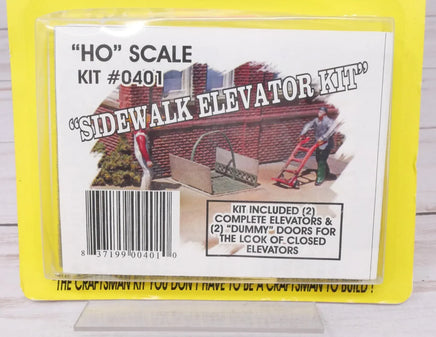 "HO" SCALE
KIT #0401
"SIDEWALK ELEVATOR KIT"
KIT INCLUDED (2)
COMPLETE ELEVATORS &
(2) "DUMMY" DOORS FOR
THE LOOK OF CLOSED
ELEVATORS
8 37199 00401 0
THE CRAFTSMAN KIT YOU DON'T HAVE TO BE A CRAFTSMAN TO BUILD!